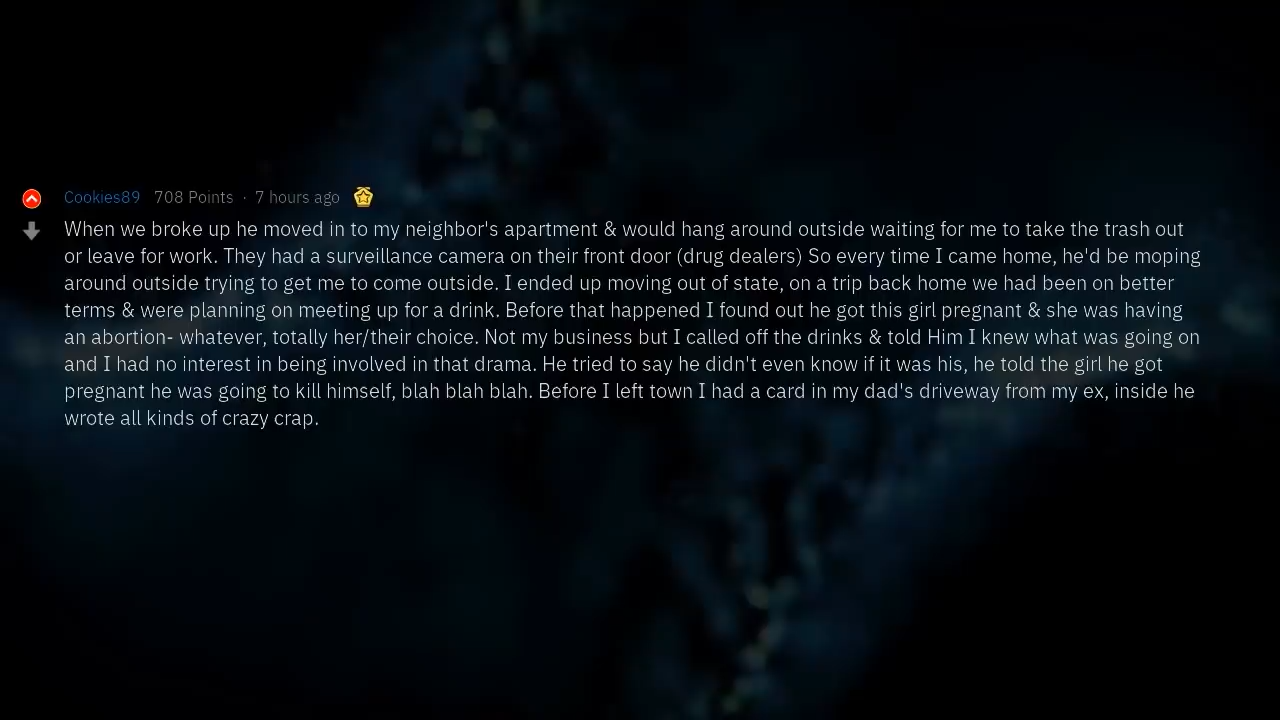 Cookies89 708 Points · 7 hours ago
When we broke up he moved in to my neighbor's apartment & would hang around outside waiting for me to take the trash out
or leave for work. They had a surveillance camera on their front door (drug dealers) So every time I came home, he'd be moping
around outside trying to get me to come outside. I ended up moving out of state, on a trip back home we had been on better
terms & were planning on meeting up for a drink. Before that happened I found out he got this girl pregnant & she was having
an abortion- whatever, totally her/their choice. Not my business but I called off the drinks & told Him I knew what was going on
and I had no interest in being involved in that drama. He tried to say he didn't even know if it was his, he told the girl he got
pregnant he was going to kill himself, blah blah blah. Before I left town I had a card in my dad's driveway from my ex, inside he
wrote all kinds of crazy crap.